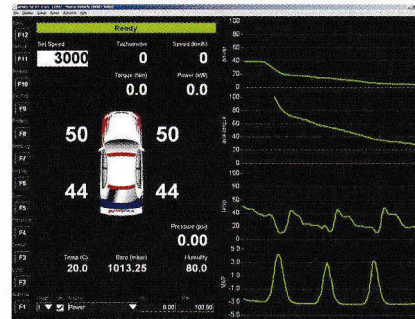 Ready
F12
Set Speed
Tachometer
Speed (km/h)
F11
3000
0
0
F10
Torque (Nm)
Power (kW)
0.0
0.0
F9
F8
50
50
F7
F6
44
44
F5
F4
Pressure (psi)
0.00
F3
Temp (C)
Baro (mbar)
Humidity
20.0
1013.25
80.0
F2
F1
Power
0.00
100.00
100
80
60
40
20
0
100
80
60
40
20
0
100
80
60
40
20
0
5.0
3.0
1.0
-1.0
-3.0
-5.0
MAP